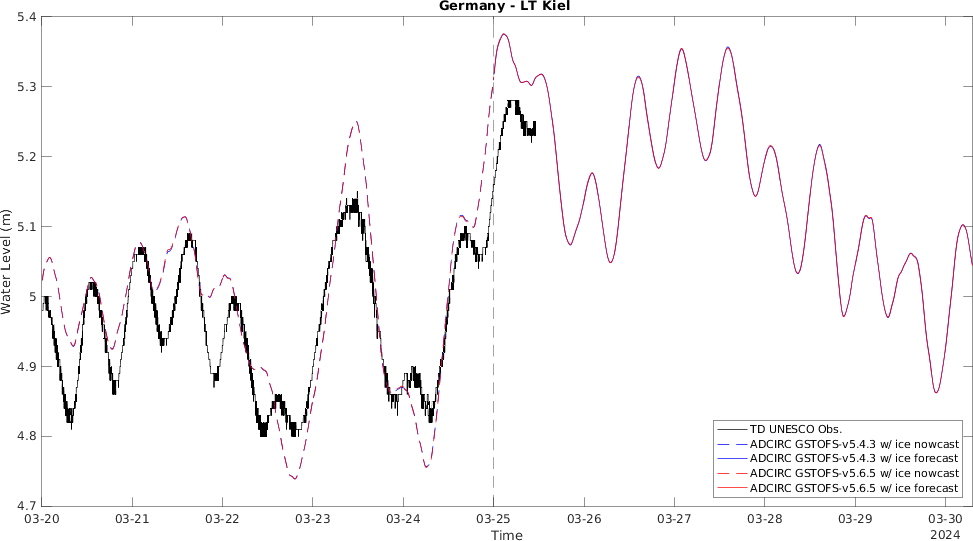 Germany - LT Kiel
5.4
5.3
5.2
5.1
5
4.9
4.8
4.7
Water Level (m)
TD UNESCO Obs.
ADCIRC GSTOFS-v5.4.3 w/ ice nowcast
ADCIRC GSTOFS-v5.4.3 w/ ice forecast
ADCIRC GSTOFS-v5.6.5 w/ ice nowcast
ADCIRC GSTOFS-v5.6.5 w/ ice forecast
03-20 03-21 03-22 03-23 03-24 03-25 03-26 03-27 03-28 03-29 03-30
Time 2024